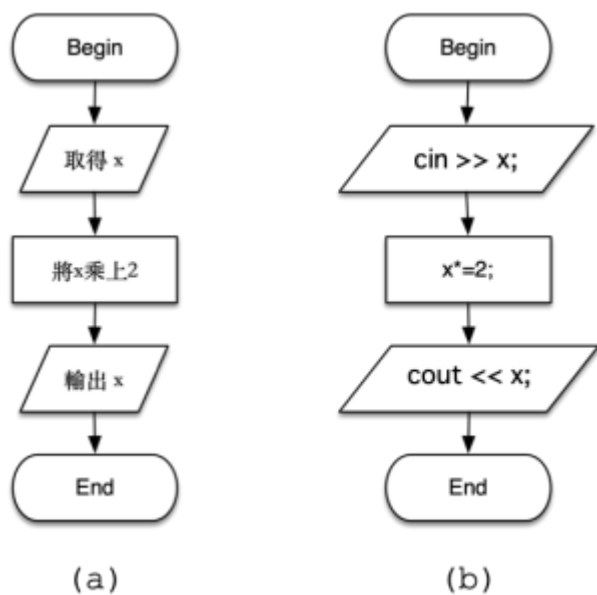 Begin
取得 x
將x乘上2
輸出 x
End
(a)
Begin
cin >> x;
x*=2;
cout << x;
End
(b)